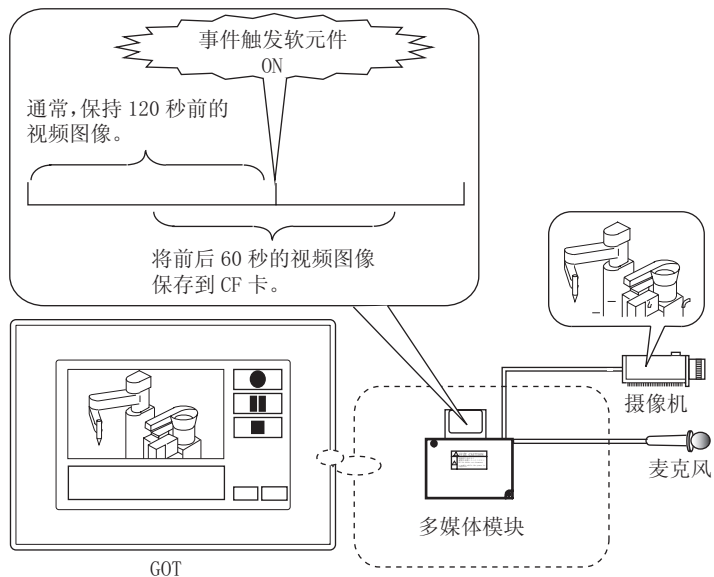 事件触发软元件
ON
通常,保持 120 秒前的
视频图像。
将前后 60 秒的视频图像
保存到 CF 卡。
摄像机
麦克风
多媒体模块
GOT